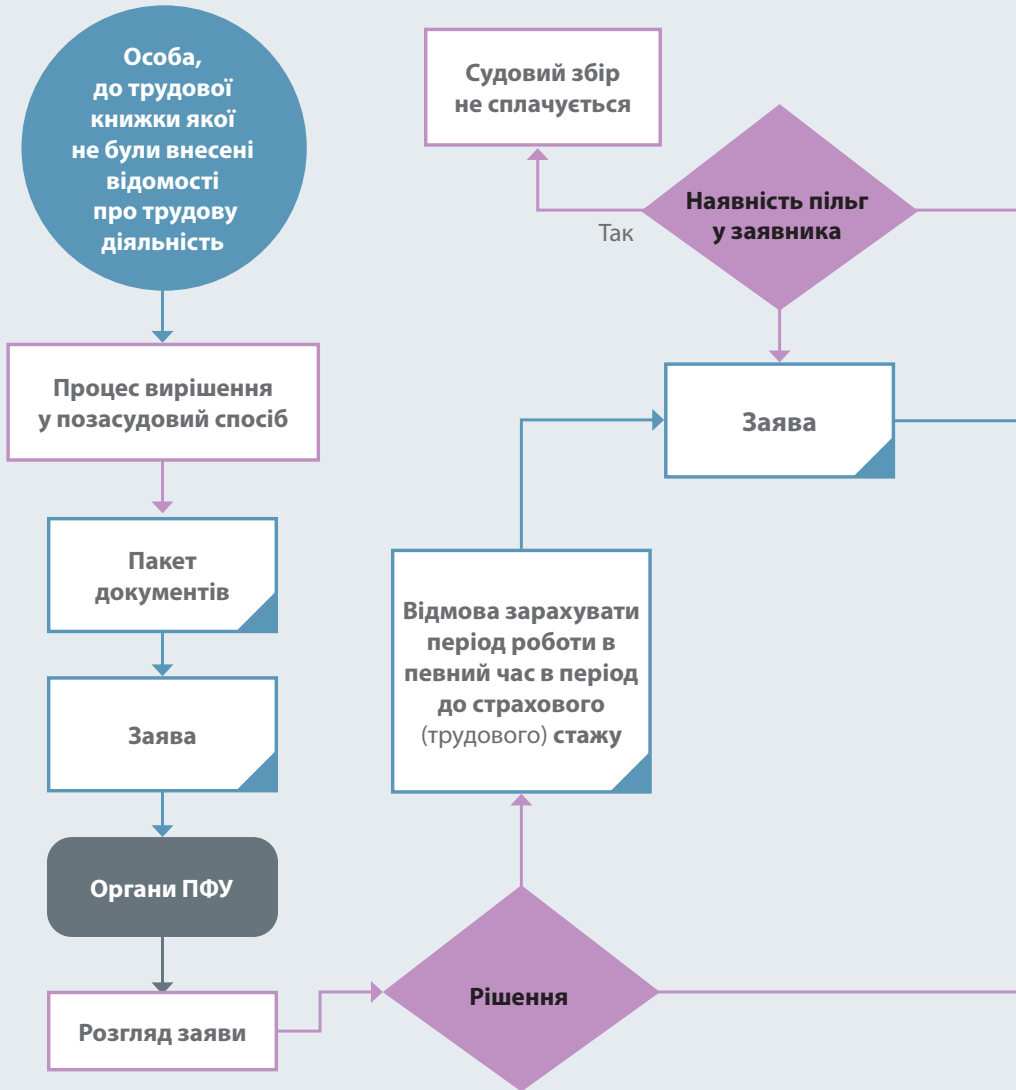 Особа,
до трудової
книжки якої
не були внесені
відомості
про трудову
діяльність
Процес вирішення
у позасудовий спосіб
Пакет
документів
Заява
Органи ПФУ
Розгляд заяви
Рішення
Відмова зарахувати
період роботи в
певний час в період
до страхового
(трудового) стажу
Заява
Наявність пільг
у заявника
Так
Судовий збір
не сплачується